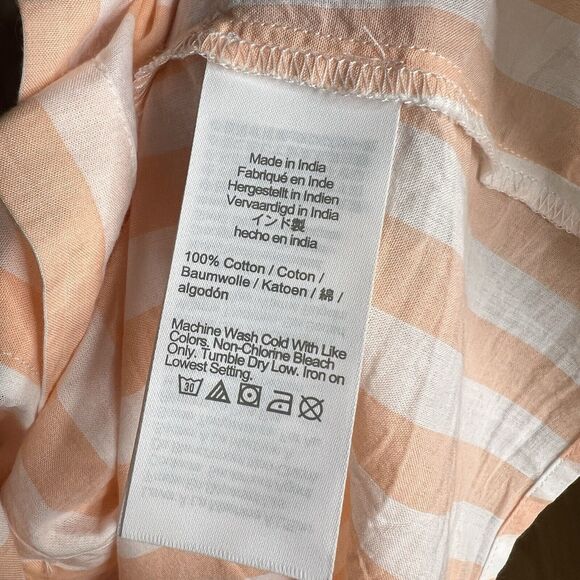 Made in India
Fabriqué en Inde
Hergestellt in Indien
Vervaardigd in India
インド製
hecho en india
100% Cotton / Coton /
Baumwolle / Katoen / 綿 /
algodón
Machine Wash Cold With Like
Colors. Non-Chlorine Bleach
Only. Tumble Dry Low. Iron on
Lowest Setting.
30